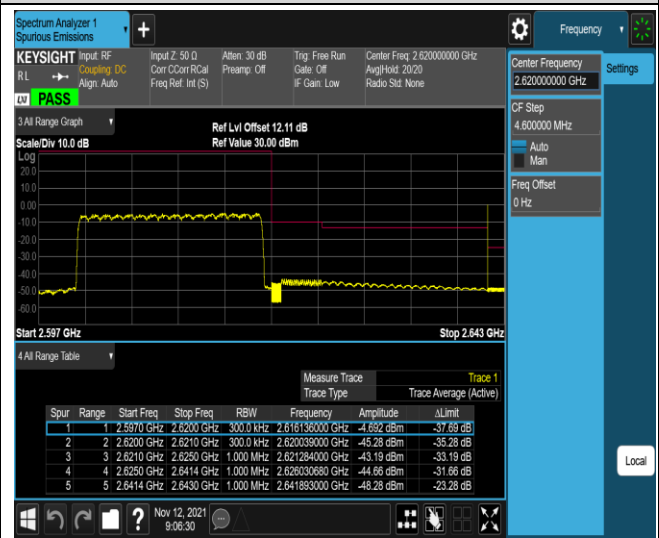 Spectrum Analyzer 1
Spurious Emissions
+
Frequency
KEYSIGHT Input: RF
R L
Coupling: DC
Align: Auto
Input Z: 50 Ω
Corr CCorr RCal
Freq Ref: Int (S)
Atten: 30 dB
Preamp: Off
Trig: Free Run
Gate: Off
IF Gain: Low
Center Freq: 2.620000000 GHz
Avg|Hold: 20/20
Radio Std: None
LXI PASS
Center Frequency
2.620000000 GHz
Settings
CF Step
4.600000 MHz
Auto
Man
Freq Offset
0 Hz
3 All Range Graph
Scale/Div 10.0 dB
Ref Lvl Offset 12.11 dB
Ref Value 30.00 dBm
Log
20.0
10.0
0.00
-10.0
-20.0
-30.0
-40.0
-50.0
-60.0
Start 2.597 GHz
Stop 2.643 GHz
4 All Range Table
Measure Trace Trace 1
Trace Type Trace Average (Active)
Spur Range Start Freq Stop Freq RBW Frequency Amplitude ΔLimit
1 1 2.5970 GHz 2.6200 GHz 300.0 kHz 2.616136000 GHz -4.692 dBm -37.69 dB
2 2 2.6200 GHz 2.6210 GHz 300.0 kHz 2.620039000 GHz -45.28 dBm -35.28 dB
3 3 2.6210 GHz 2.6250 GHz 1.000 MHz 2.621284000 GHz -43.19 dBm -33.19 dB
4 4 2.6250 GHz 2.6414 GHz 1.000 MHz 2.626030680 GHz -44.66 dBm -31.66 dB
5 5 2.6414 GHz 2.6430 GHz 1.000 MHz 2.641893000 GHz -48.28 dBm -23.28 dB
Local
?
Nov 12, 2021
9:06:30